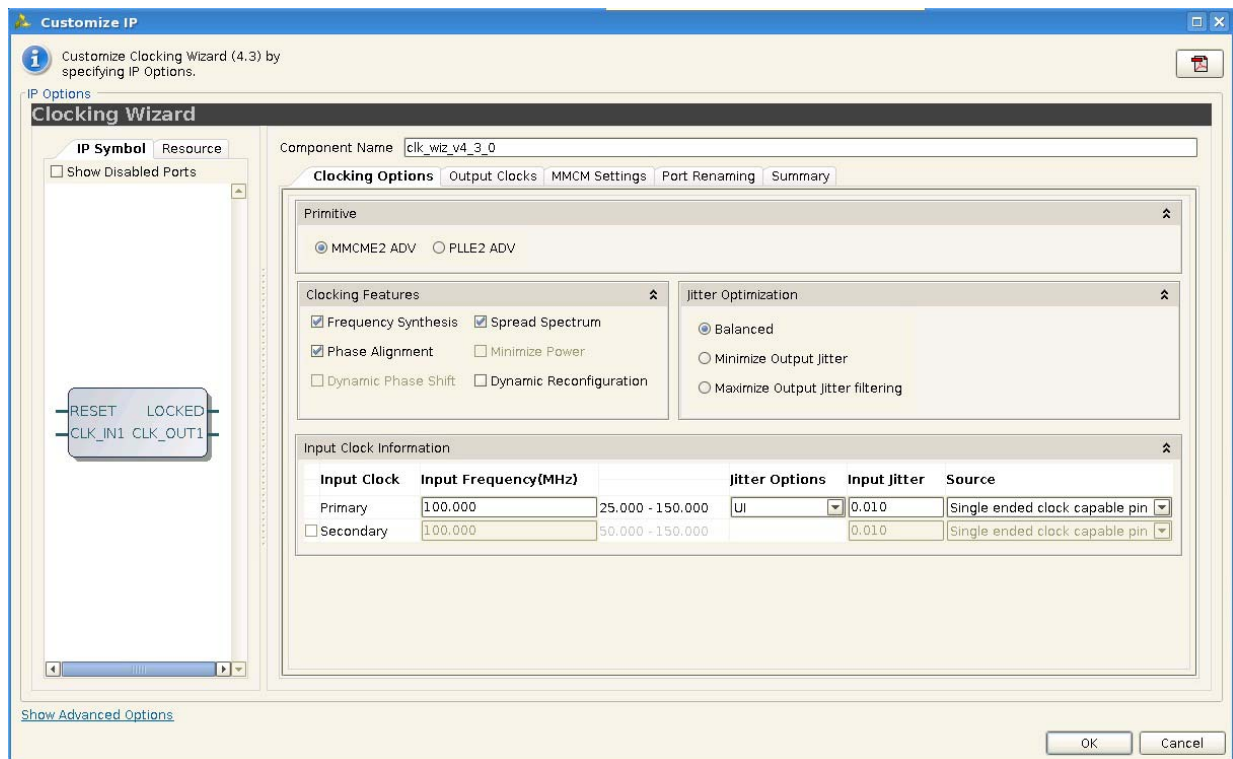 Customize IP
Customize Clocking Wizard (4.3) by
specifying IP Options.
IP Options
Clocking Wizard
IP Symbol Resource
Show Disabled Ports
RESET LOCKED
CLK_IN1 CLK_OUT1
Component Name clk_wiz_v4_3_0
Clocking Options Output Clocks MMCM Settings Port Renaming Summary
Primitive
MMCME2 ADV PLLE2 ADV
Clocking Features
Frequency Synthesis Spread Spectrum
Phase Alignment Minimize Power
Dynamic Phase Shift Dynamic Reconfiguration
Jitter Optimization
Balanced
Minimize Output Jitter
Maximize Output Jitter filtering
Input Clock Information
Input Clock Input Frequency(MHz) Jitter Options Input Jitter Source
Primary 100.000 25.000 - 150.000 UI 0.010 Single ended clock capable pin
Secondary 100.000 50.000 - 150.000 0.010 Single ended clock capable pin
Show Advanced Options
OK Cancel